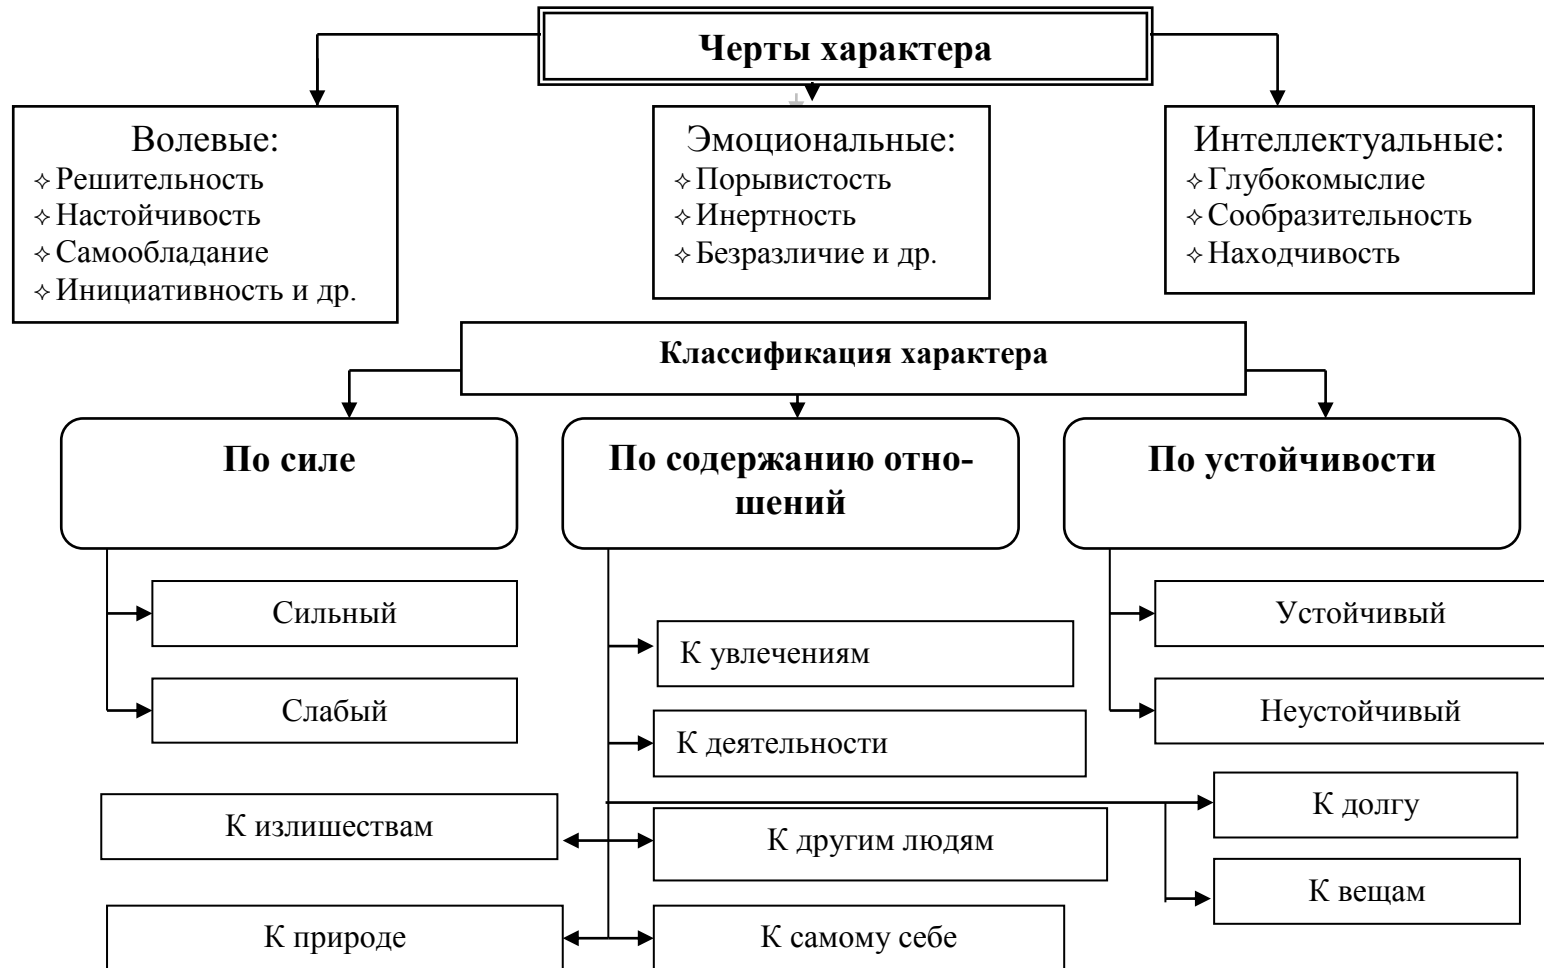 Черты характера
Волевые:
✧ Решительность
✧ Настойчивость
✧ Самообладание
✧ Инициативность и др.
Эмоциональные:
✧ Порывистость
✧ Инертность
✧ Безразличие и др.
Интеллектуальные:
✧ Глубокомыслие
✧ Сообразительность
✧ Находчивость
Классификация характера
По силе
По содержанию отно-
шений
По устойчивости
Сильный
Слабый
К увлечениям
К деятельности
Устойчивый
Неустойчивый
К излишествам
К другим людям
К долгу
К вещам
К природе
К самому себе